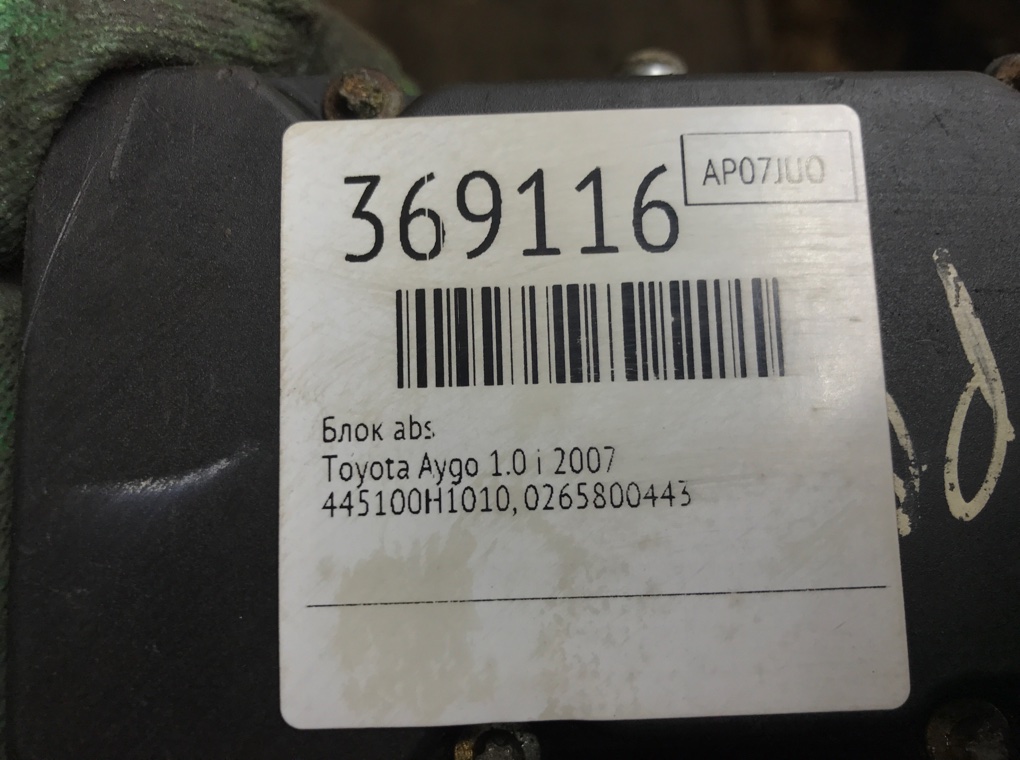 369116
AP07JU0
Блок abs
Toyota Aygo 1.0 i 2007
445100H1010, 0265800443